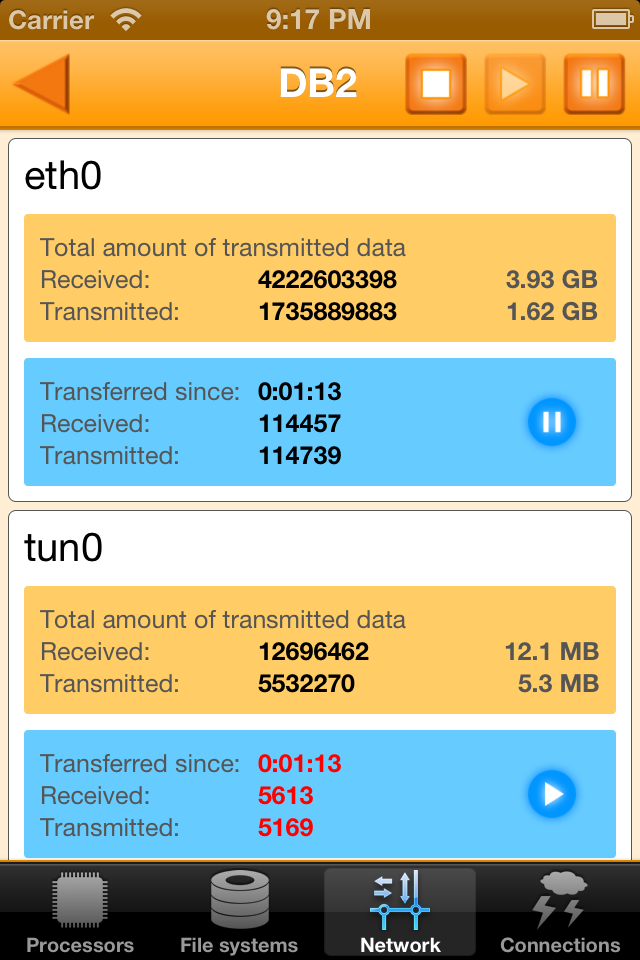 Carrier 9:17 PM
DB2
eth0
Total amount of transmitted data
Received: 4222603398 3.93 GB
Transmitted: 1735889883 1.62 GB
Transferred since: 0:01:13
Received: 114457
Transmitted: 114739
tun0
Total amount of transmitted data
Received: 12696462 12.1 MB
Transmitted: 5532270 5.3 MB
Transferred since: 0:01:13
Received: 5613
Transmitted: 5169
Processors File systems Network Connections